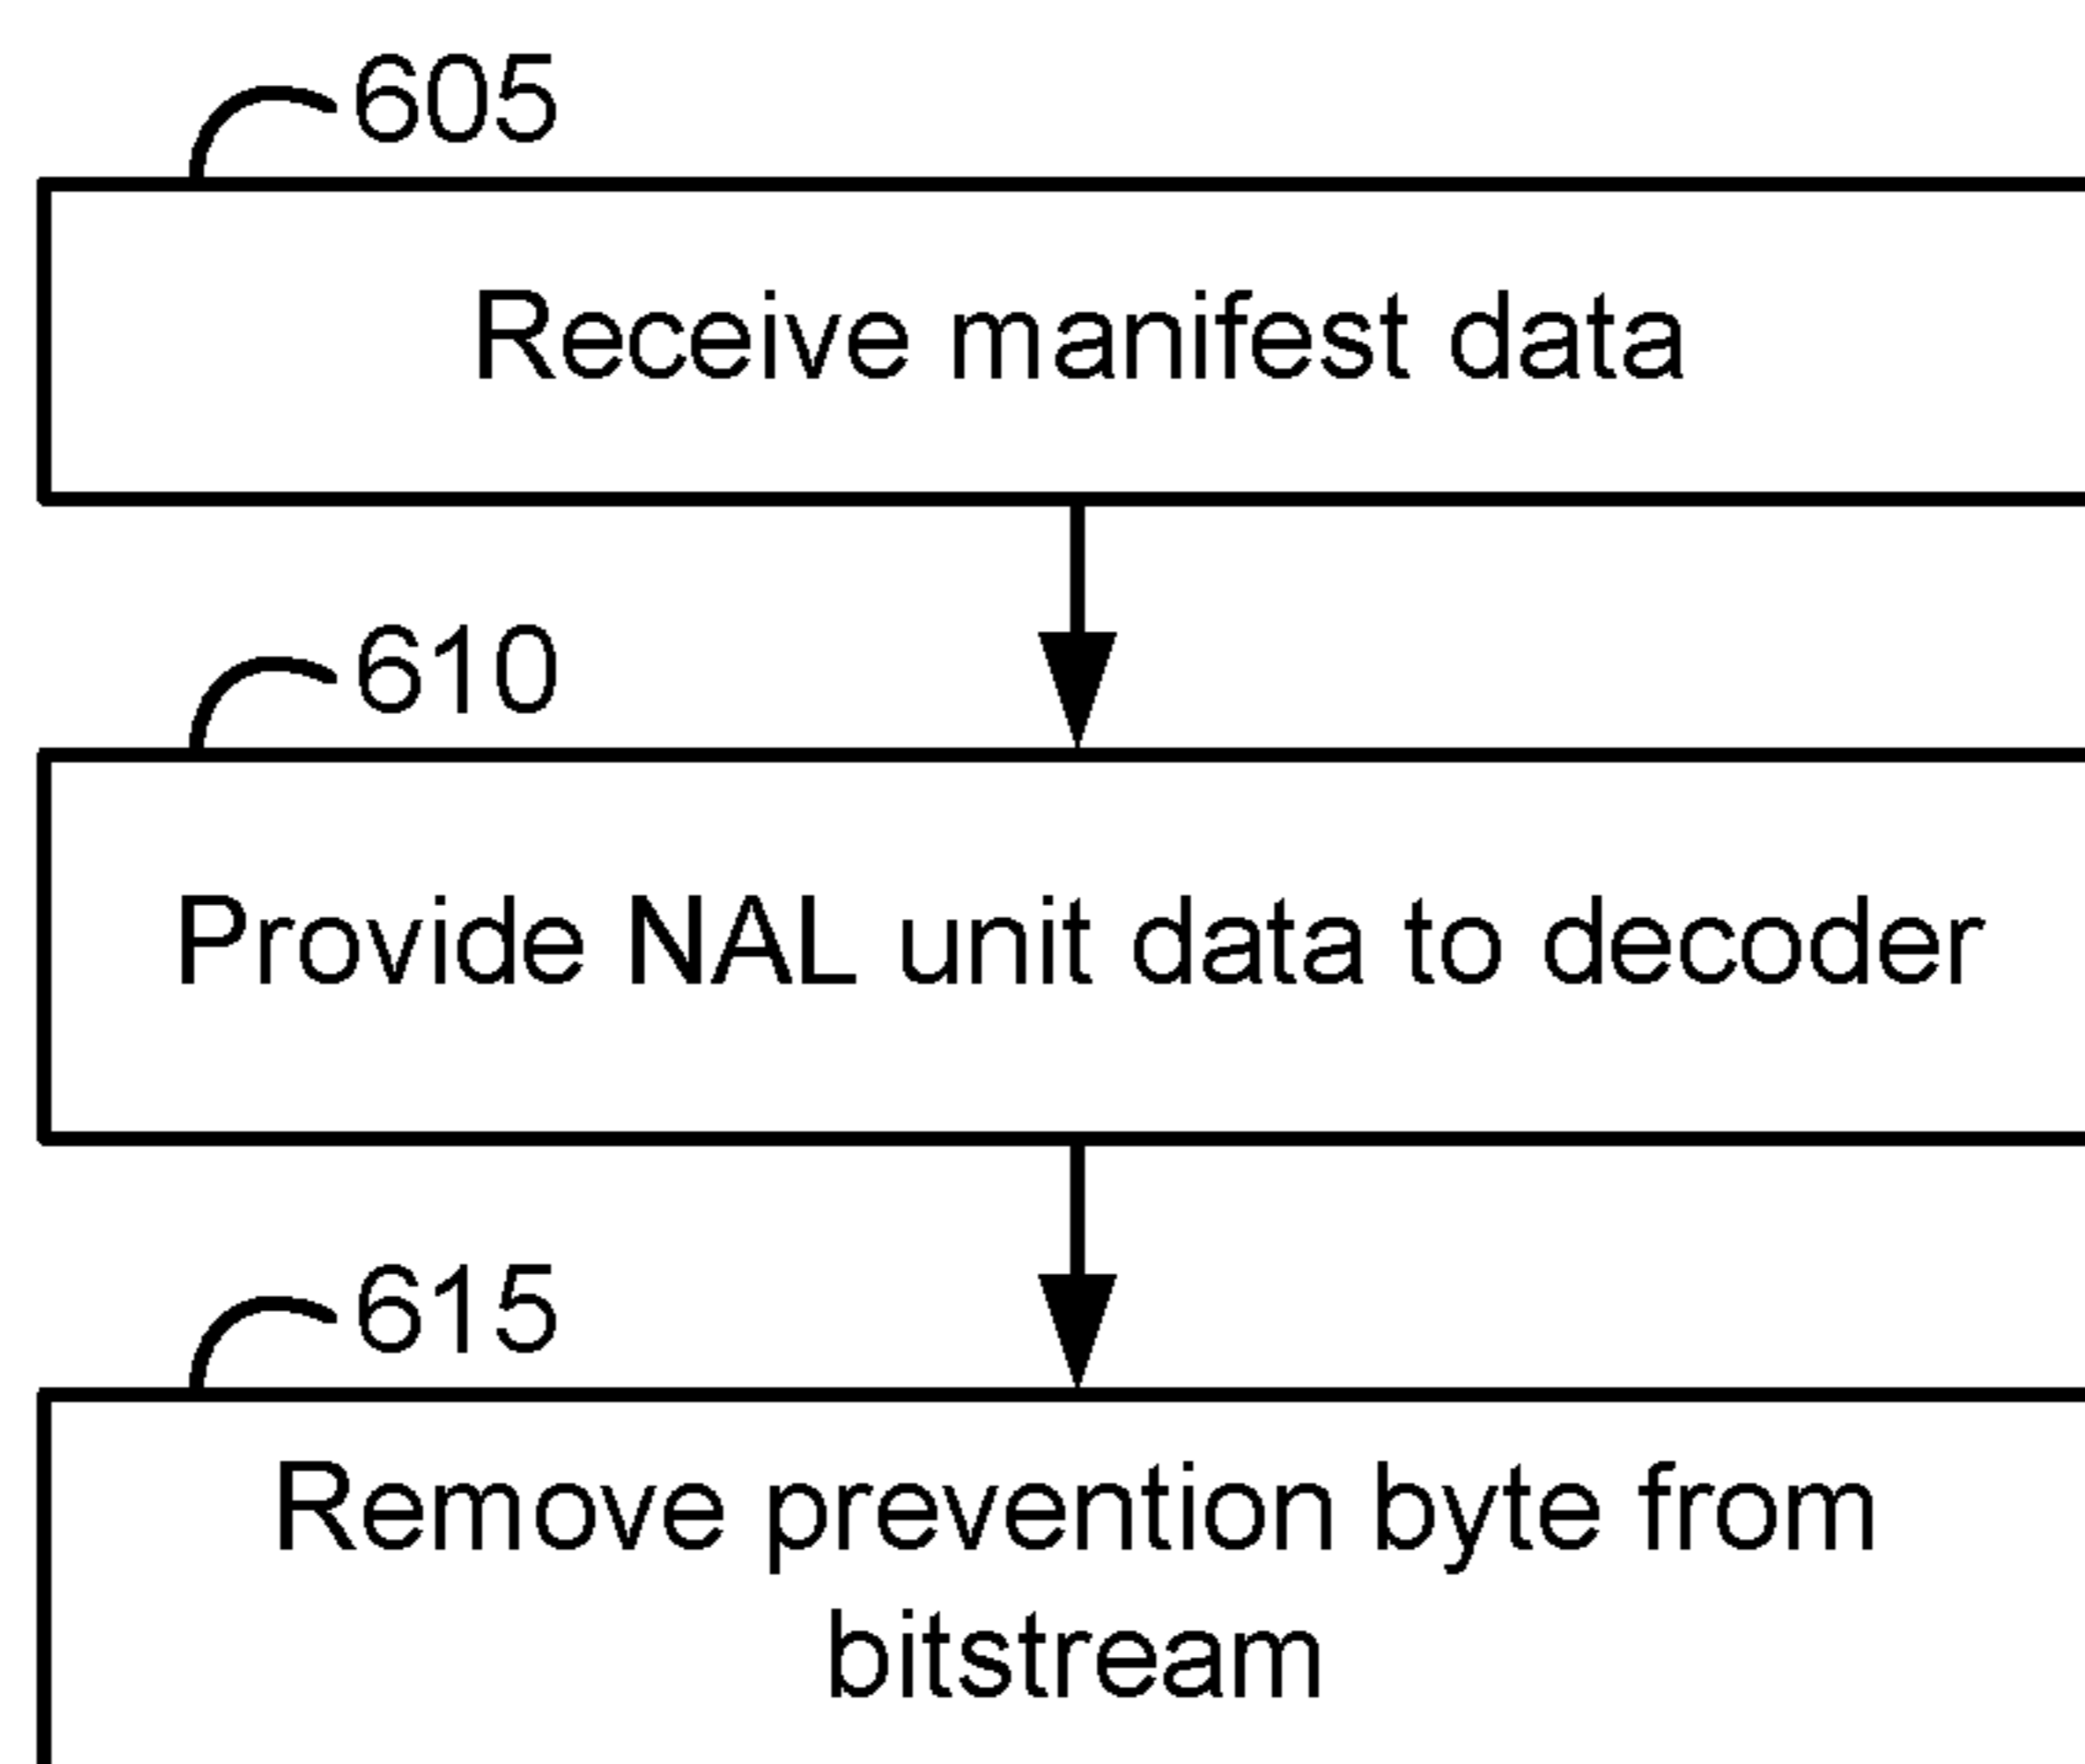 605
Receive manifest data
610
Provide NAL unit data to decoder
615
Remove prevention byte from
bitstream